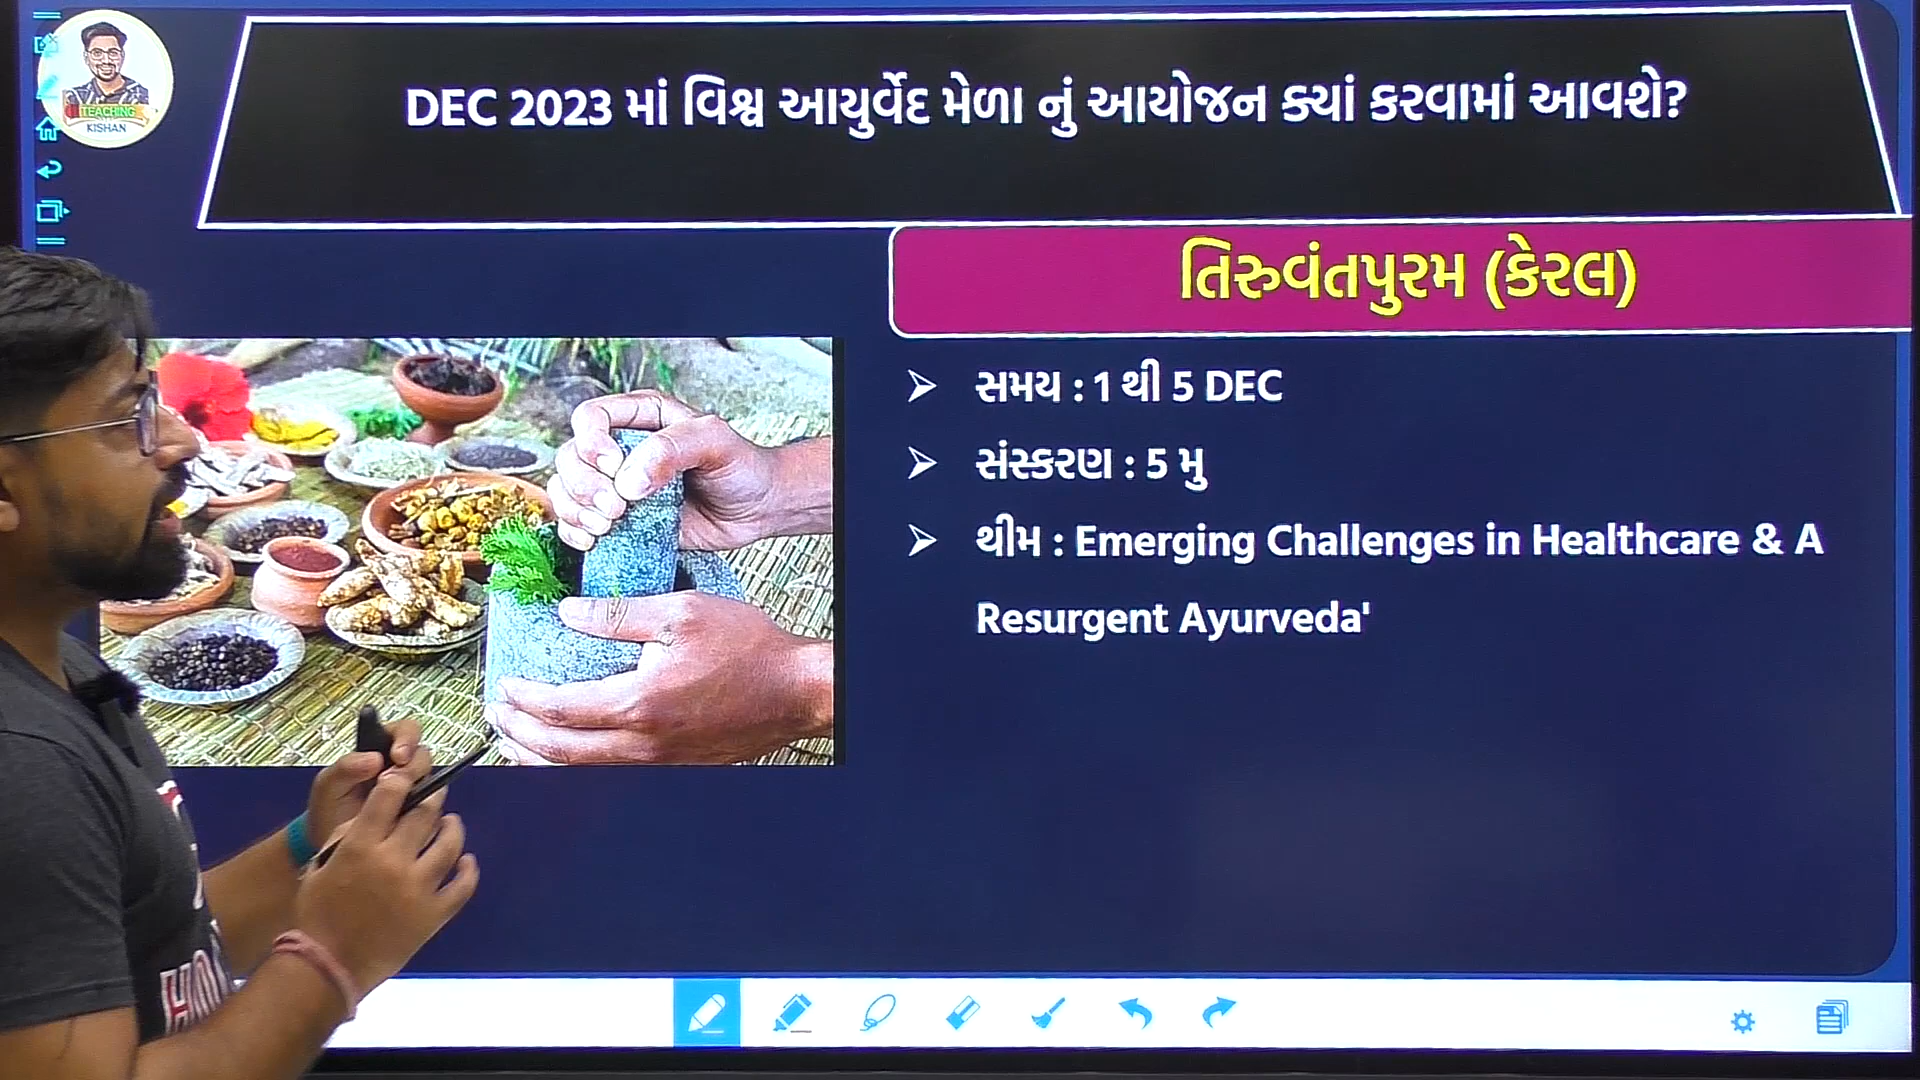 TEACHING
KISHAN
DEC 2023 માં વિશ્વ આયુર્વેદ મેળા નું આયોજન ક્યાં કરવામાં આવશે?
તિરુવંતપુરમ (કેરલ)
➢ સમય : 1 થી 5 DEC
➢ સંસ્કરણ : 5 મુ
➢ થીમ : Emerging Challenges in Healthcare & A
Resurgent Ayurveda'